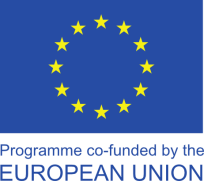 Programme co-funded by the
EUROPEAN UNION